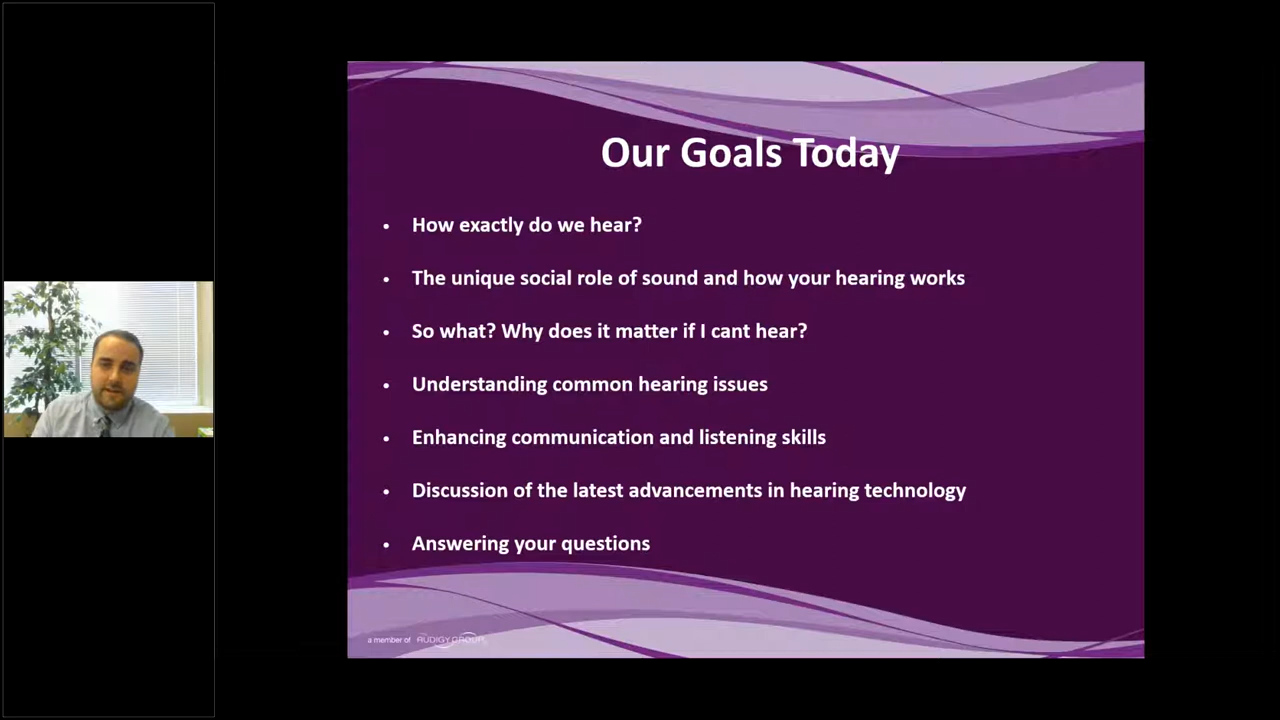 Our Goals Today
• How exactly do we hear?
• The unique social role of sound and how your hearing works
• So what? Why does it matter if I cant hear?
• Understanding common hearing issues
• Enhancing communication and listening skills
• Discussion of the latest advancements in hearing technology
• Answering your questions
a member of AUDIGY GROUP